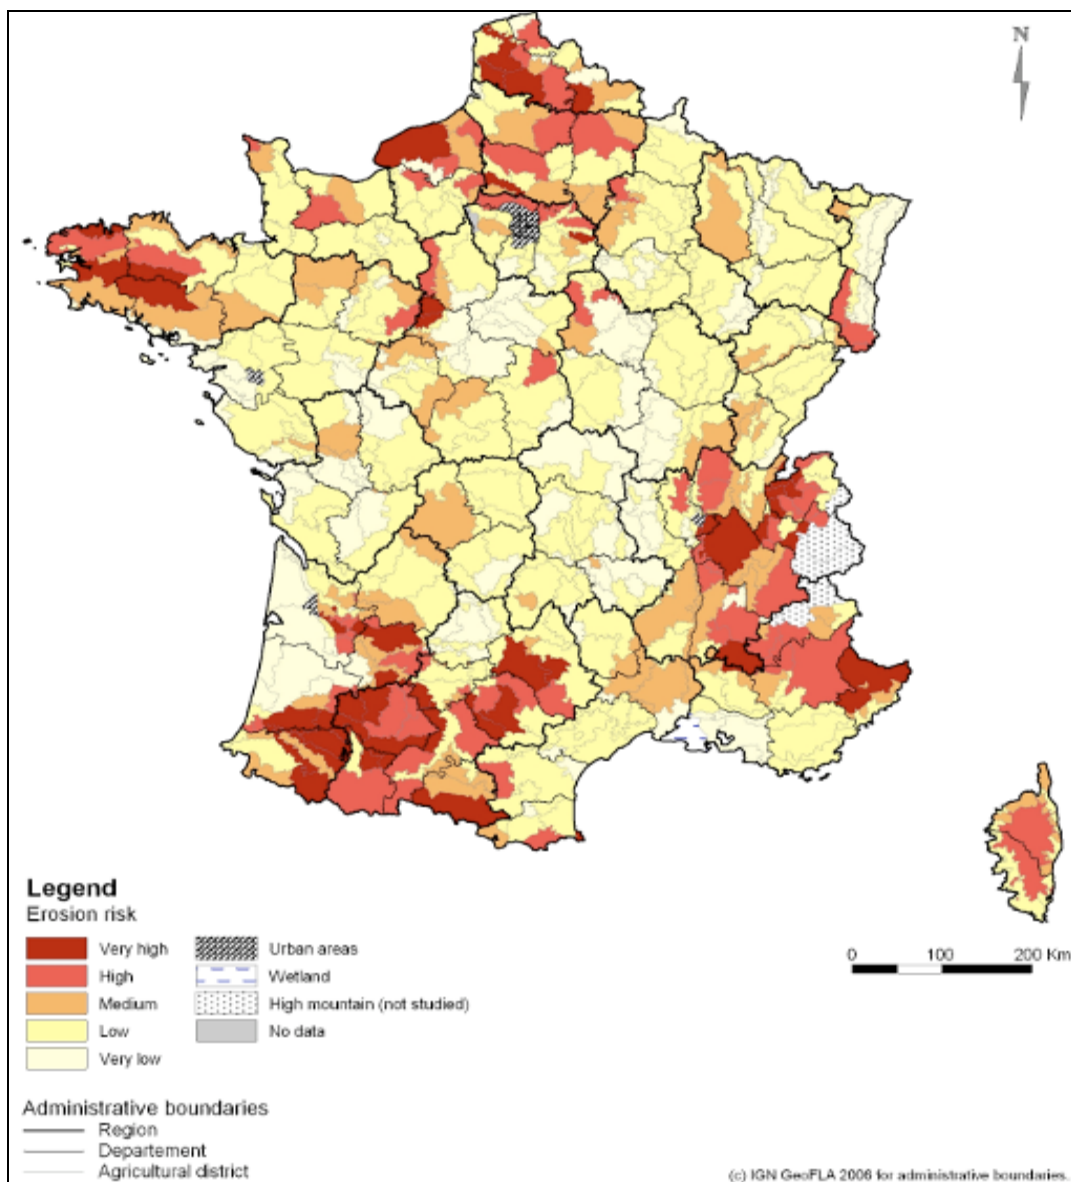 N
Legend
Erosion risk
Very high
High
Medium
Low
Very low
Urban areas
Wetland
High mountain (not studied)
No data
0 100 200 Km
Administrative boundaries
Region
Departement
Agricultural district
(c) IGN GeoFLA 2006 for administrative boundaries.